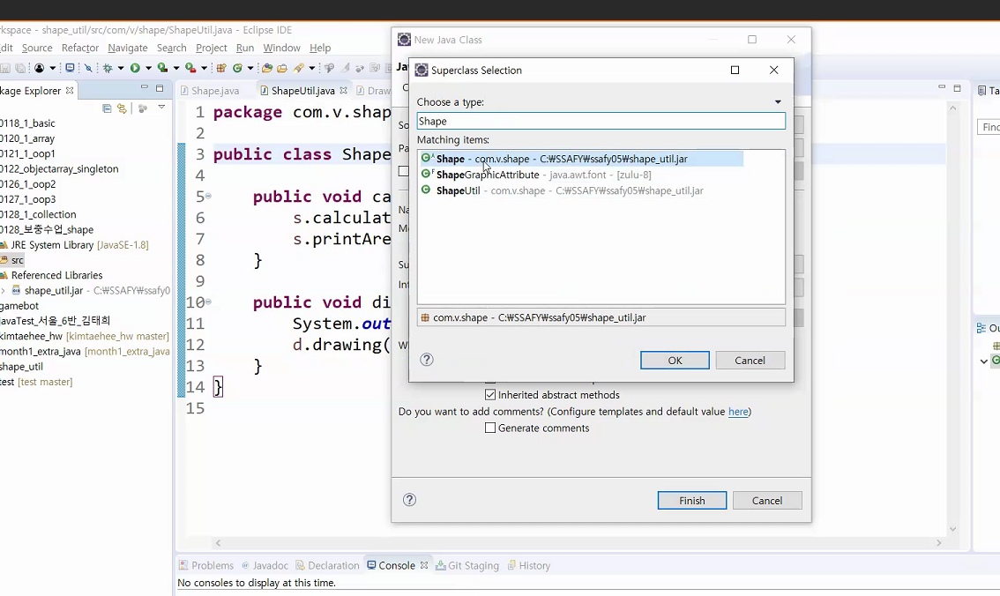 rkspace - shape_util/src/com/v/shape/ShapeUtil.java - Eclipse IDE
dit Source Refactor Navigate Search Project Run Window Help
kage Explorer
0118_1_basic
0120_1_array
0121_1_oop1
0122_objectarray_singleton
0126_1_oop2
0127_1_oop3
0128_1_collection
0128_보충수업_shape
JRE System Library [JavaSE-1.8]
src
Referenced Libraries
shape_util.jar - C:₩SSAFY₩ssafy0
gamebot
javaTest_서울_6반_김태희
kimtaehee_hw [kimtaehee_hw master]
month1_extra_java [month1_extra_java
shape_util
test [test master]
Shape.java
ShapeUtil.java
Draw
1 package com.v.shap
2
3 public class Shape
4
5 public void ca
6 s.calculat
7 s.printAre
8 }
9
10 public void di
11 System.out
12 d.drawing(
13 }
14 }
15
New Java Class
Superclass Selection
Choose a type:
Shape
Matching items:
Shape - com.v.shape - C:₩SSAFY₩ssafy05₩shape_util.jar
ShapeGraphicAttribute - java.awt.font - [zulu-8]
ShapeUtil - com.v.shape - C:₩SSAFY₩ssafy05₩shape_util.jar
com.v.shape - C:₩SSAFY₩ssafy05₩shape_util.jar
OK
Cancel
Inherited abstract methods
Do you want to add comments? (Configure templates and default value here)
Generate comments
Finish
Cancel
Ta
Find
Ou
Problems Javadoc Declaration Console Git Staging History
No consoles to display at this time.